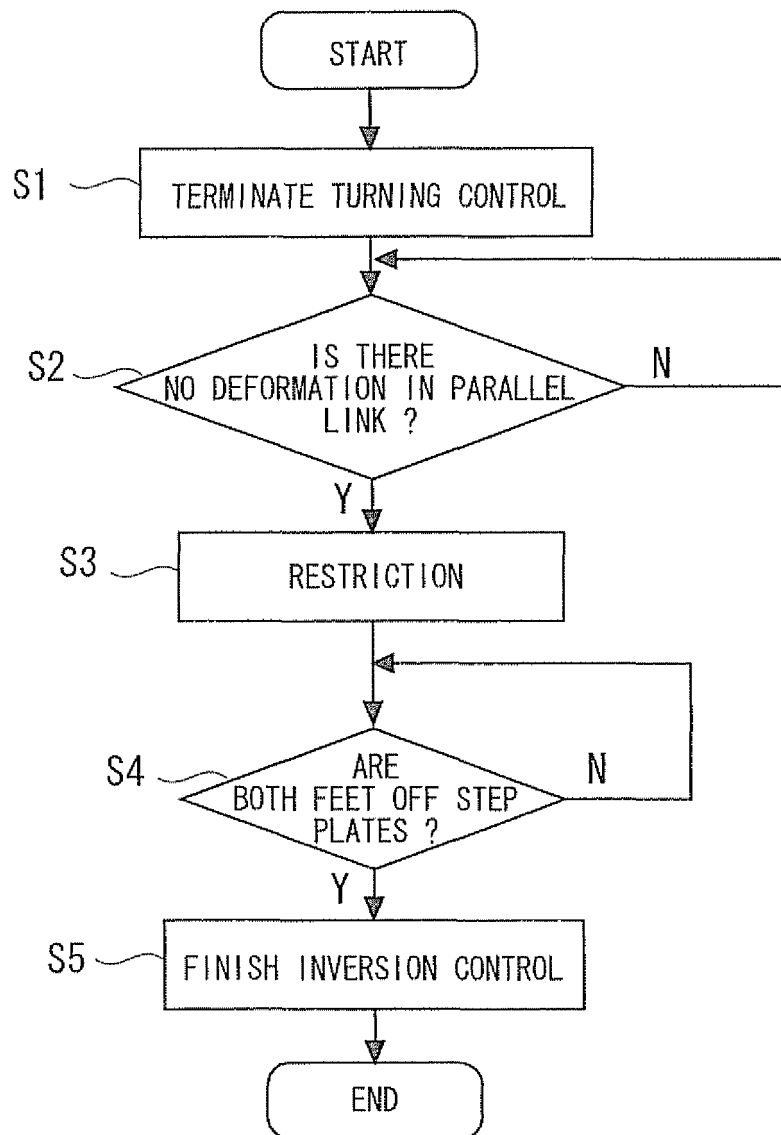 START
S1
TERMINATE TURNING CONTROL
S2
IS THERE
NO DEFORMATION IN PARALLEL
LINK ?
N
Y
S3
RESTRICTION
S4
ARE
BOTH FEET OFF STEP
PLATES ?
N
Y
S5
FINISH INVERSION CONTROL
END